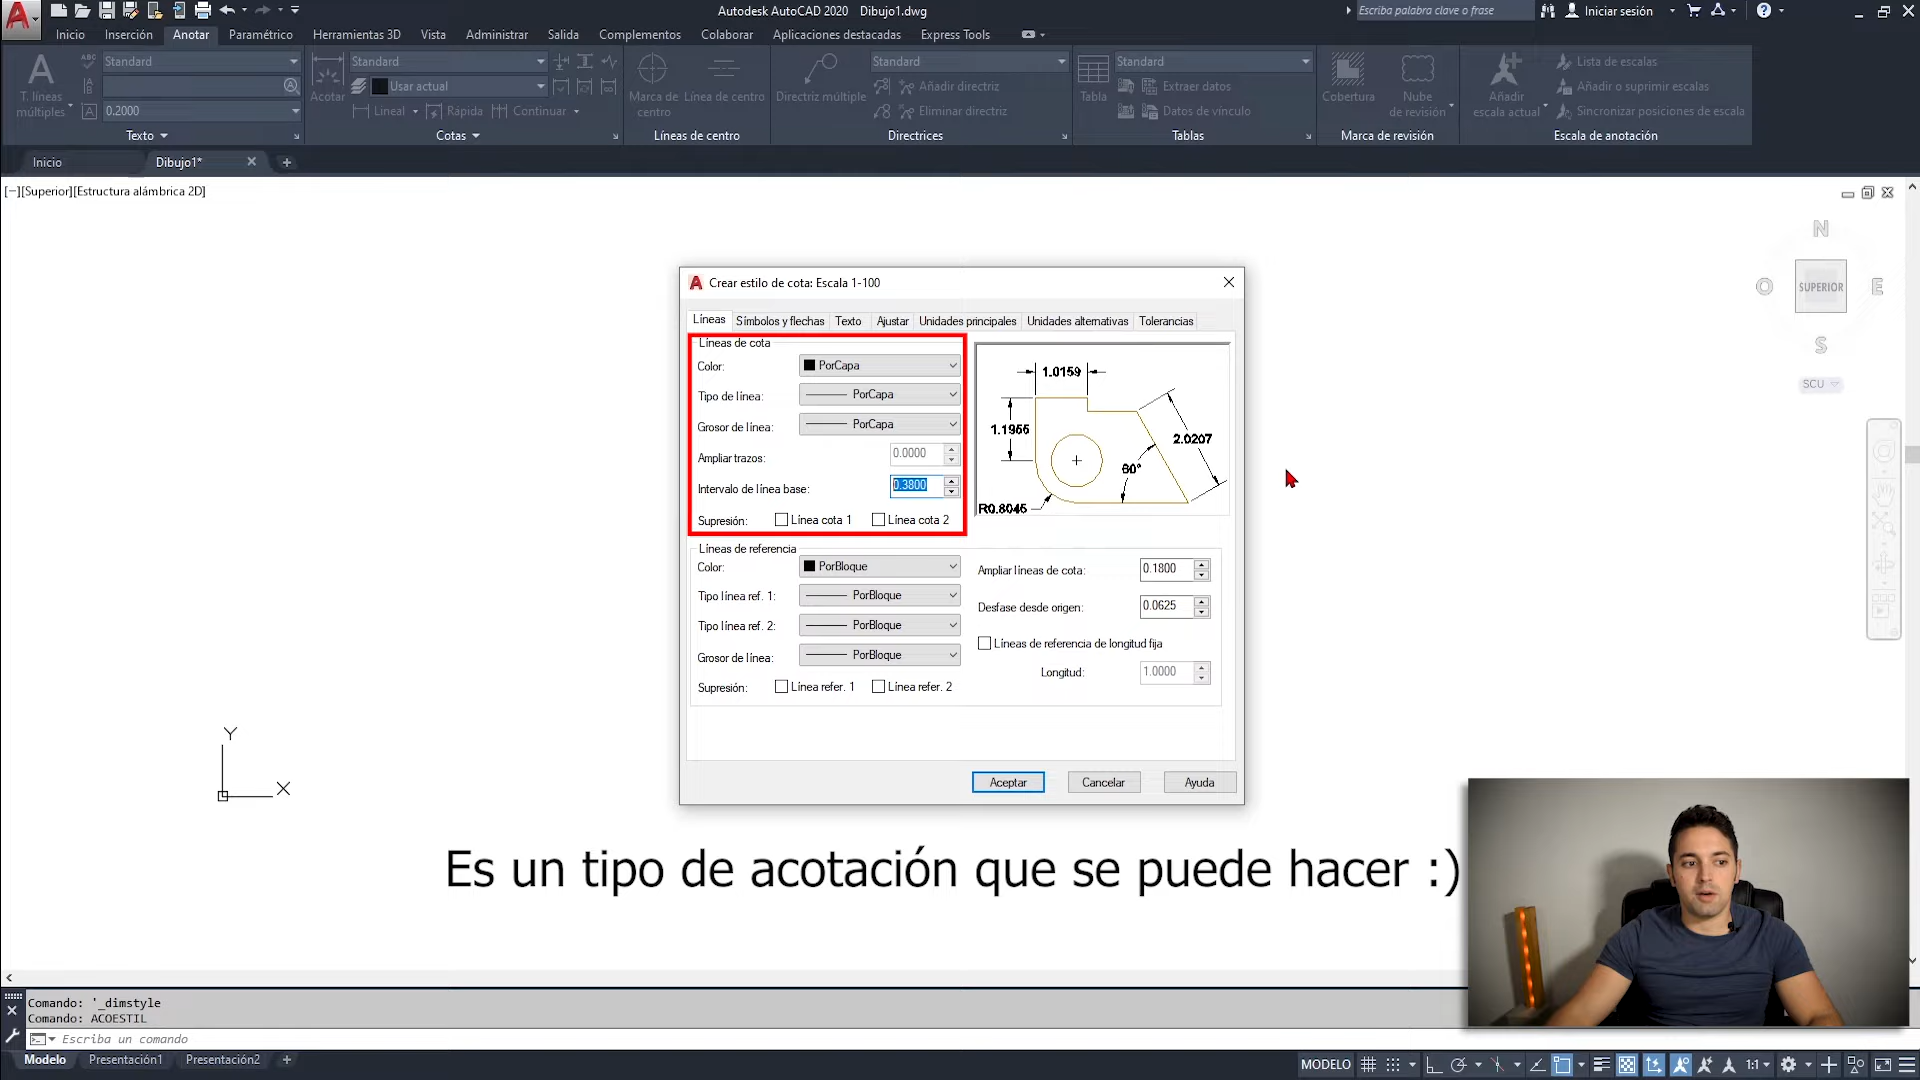 Autodesk AutoCAD 2020 Dibujo1.dwg
Escriba palabra clave o frase
Iniciar sesión
Inicio Inserción Anotar Paramétrico Herramientas 3D Vista Administrar Salida Complementos Colaborar Aplicaciones destacadas Express Tools
T. líneas múltiples
Standard
0.2000
Texto
Acotar
Standard
Usar actual
Lineal Rápida Continuar
Cotas
Marca de centro
Línea de centro
Líneas de centro
Directriz múltiple
Standard
Añadir directriz
Eliminar directriz
Directrices
Tabla
Standard
Extraer datos
Datos de vínculo
Tablas
Cobertura
Nube de revisión
Marca de revisión
Añadir escala actual
Lista de escalas
Añadir o suprimir escalas
Sincronizar posiciones de escala
Escala de anotación
Inicio Dibujo1*
[−][Superior][Estructura alámbrica 2D]
N
O SUPERIOR E
S
SCU
Crear estilo de cota: Escala 1-100
Líneas Símbolos y flechas Texto Ajustar Unidades principales Unidades alternativas Tolerancias
Líneas de cota
Color: PorCapa
Tipo de línea: PorCapa
Grosor de línea: PorCapa
Ampliar trazos: 0.0000
Intervalo de línea base: 0.3800
Supresión: Línea cota 1 Línea cota 2
1.0159
1.1955
2.0207
60°
R0.8045
Líneas de referencia
Color: PorBloque
Tipo línea ref. 1: PorBloque
Tipo línea ref. 2: PorBloque
Grosor de línea: PorBloque
Supresión: Línea refer. 1 Línea refer. 2
Ampliar líneas de cota: 0.1800
Desfase desde origen: 0.0625
Líneas de referencia de longitud fija
Longitud: 1.0000
Aceptar Cancelar Ayuda
Y
X
Es un tipo de acotación que se puede hacer :)
Comando: '_dimstyle
Comando: ACOESTIL
Escriba un comando
Modelo Presentación1 Presentación2
MODELO 1:1